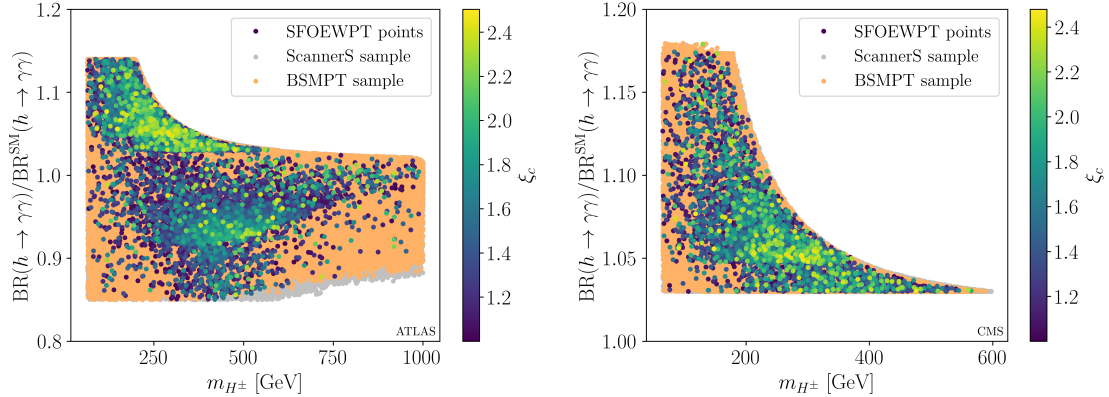 BR(h → γγ)/BR^SM(h → γγ)
1.2
1.1
1.0
0.9
0.8
SFOEWPT points
ScannerS sample
BSMPT sample
ATLAS
250
500
750
1000
m_{H^±} [GeV]
2.4
2.2
2.0
1.8
1.6
1.4
1.2
ξ_c
BR(h → γγ)/BR^SM(h → γγ)
1.20
1.15
1.10
1.05
1.00
SFOEWPT points
ScannerS sample
BSMPT sample
CMS
200
400
600
m_{H^±} [GeV]
2.4
2.2
2.0
1.8
1.6
1.4
1.2
ξ_c